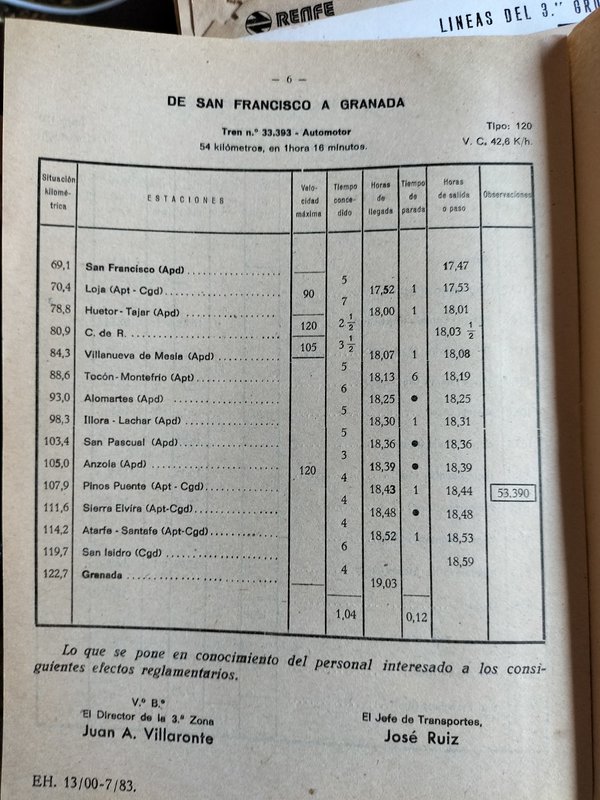 RENFE
LINEAS DEL 3.er GRU
— 6 —
DE SAN FRANCISCO A GRANADA
Tren n.º 33.393 - Automotor
54 kilómetros, en 1hora 16 minutos.
Tipo: 120
V. C. 42,6 K/h.
Situación kilomé-trica | ESTACIONES | Velo-cidad máxima | Tiempo conce-dido | Horas de llegada | Tiempo de parada | Horas de salida o paso | Observaciones
69,1 San Francisco (Apd) 17,47
5
70,4 Loja (Apt - Cgd) 90 17,52 1 17,53
7
78,8 Huetor - Tajar (Apd) 18,00 1 18,01
120 2 1/2
80,9 C. de R. 18,03 1/2
105 3 1/2
84,3 Villanueva de Mesia (Apd) 18,07 1 18,08
5
88,6 Tocón-Montefrio (Apt) 18,13 6 18,19
6
93,0 Alomartes (Apd) 18,25 • 18,25
5
98,3 Illora - Lachar (Apd) 18,30 1 18,31
5
103,4 San Pascual (Apd) 18,36 • 18,36
3
105,0 Anzola (Apd) 120 18,39 • 18,39
4
107,9 Pinos Puente (Apt - Cgd) 18,43 1 18,44 53.390
4
111,6 Sierra Elvira (Apt-Cgd) 18,48 • 18,48
4
114,2 Atarfe - Santafe (Apt-Cgd) 18,52 1 18,53
6
119,7 San Isidro (Cgd) 18,59
4
122,7 Granada 19,03
1,04 0,12
Lo que se pone en conocimiento del personal interesado a los consi-
guientes efectos reglamentarios.
V.º B.º
El Director de la 3.ª Zona
Juan A. Villaronte
El Jefe de Transportes,
José Ruiz
EH. 13/00-7/83.